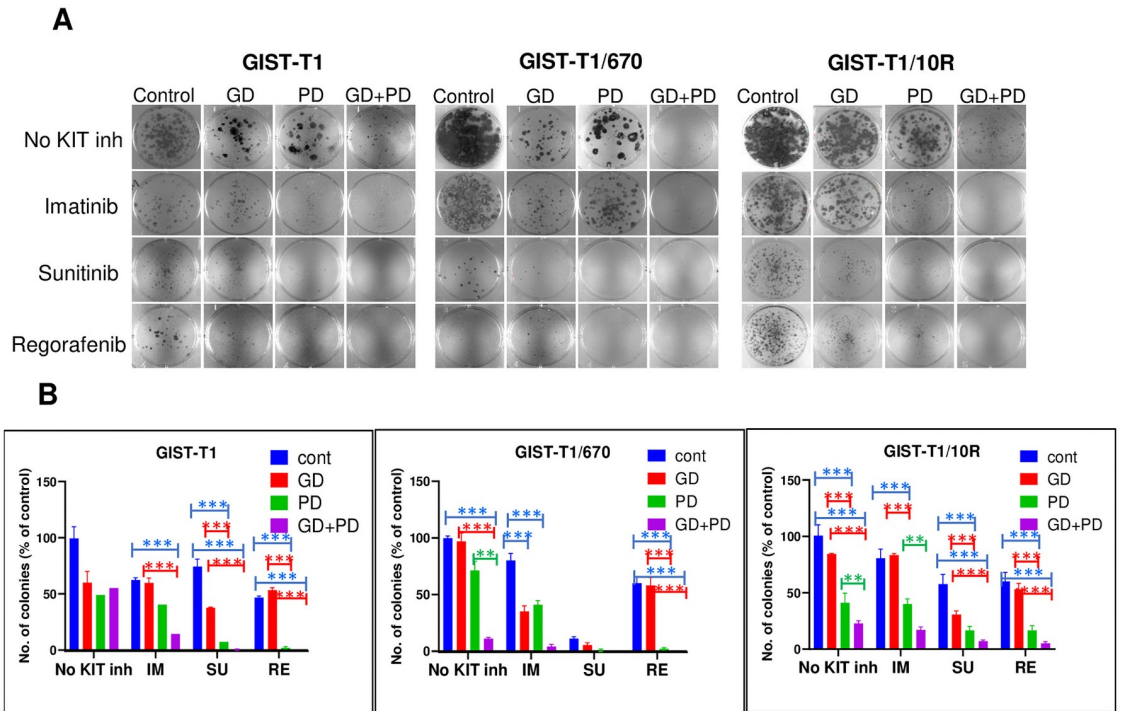 A
GIST-T1 GIST-T1/670 GIST-T1/10R
Control GD PD GD+PD Control GD PD GD+PD Control GD PD GD+PD
No KIT inh
Imatinib
Sunitinib
Regorafenib
B
GIST-T1
cont
GD
PD
GD+PD
No. of colonies (% of control)
150
100
50
0
*** *** *** *** *** *** *** *** *** *** ***
No KIT inh IM SU RE
GIST-T1/670
cont
GD
PD
GD+PD
No. of colonies (% of control)
150
100
50
0
*** *** ** *** *** *** *** *** ***
No KIT inh IM SU RE
GIST-T1/10R
cont
GD
PD
GD+PD
No. of colonies (% of control)
150
100
50
0
*** *** *** *** ** *** *** ** *** *** *** *** *** *** *** ***
No KIT inh IM SU RE